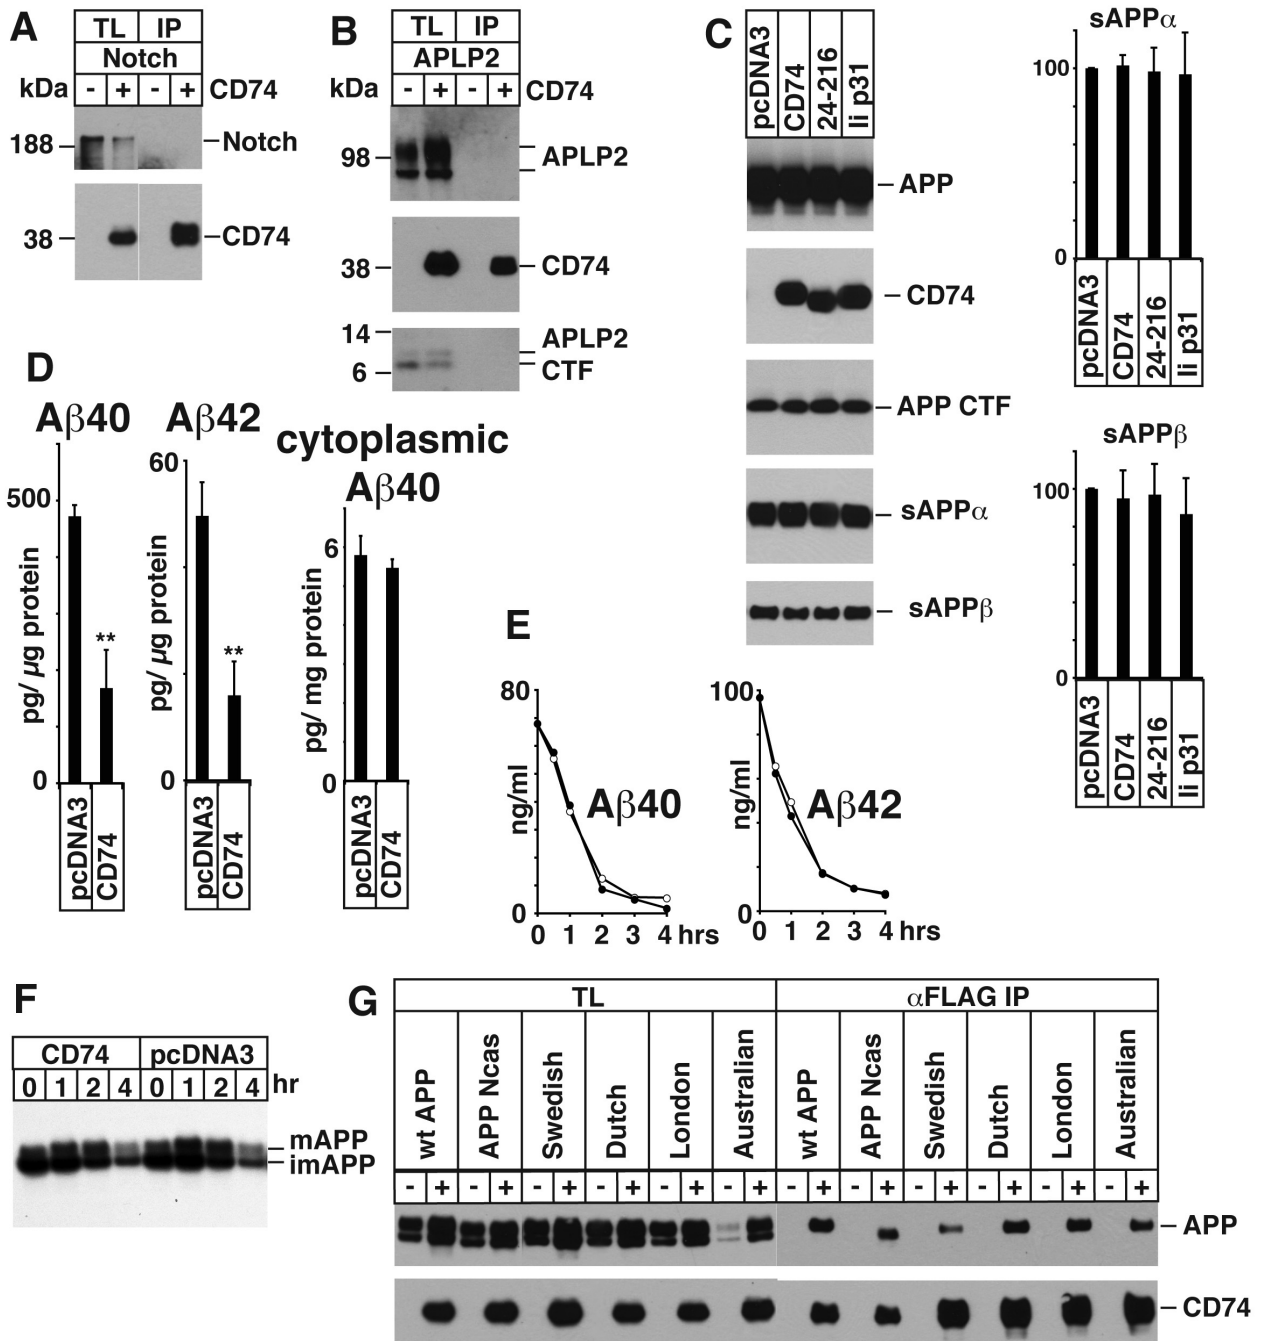 A
TL IP
Notch
kDa - + - + CD74
188 Notch
38 CD74
B
TL IP
APLP2
kDa - + - + CD74
98 APLP2
38 CD74
14 APLP2
6 CTF
C
pcDNA3 CD74 24-216 Ii p31
APP
CD74
APP CTF
sAPPα
sAPPβ
sAPPα
100
0
pcDNA3 CD74 24-216 Ii p31
sAPPβ
100
0
pcDNA3 CD74 24-216 Ii p31
D
Aβ40
500
pg/ µg protein
**
0
pcDNA3 CD74
Aβ42
60
pg/ µg protein
**
0
pcDNA3 CD74
cytoplasmic
Aβ40
6
pg/ mg protein
0
pcDNA3 CD74
E
80
ng/ml
Aβ40
0
0 1 2 3 4 hrs
100
ng/ml
Aβ42
0
0 1 2 3 4 hrs
F
CD74 pcDNA3
0 1 2 4 0 1 2 4 hr
mAPP
imAPP
G
TL αFLAG IP
wt APP APP Ncas Swedish Dutch London Australian wt APP APP Ncas Swedish Dutch London Australian
- + - + - + - + - + - + - + - + - + - + - + - +
APP
CD74